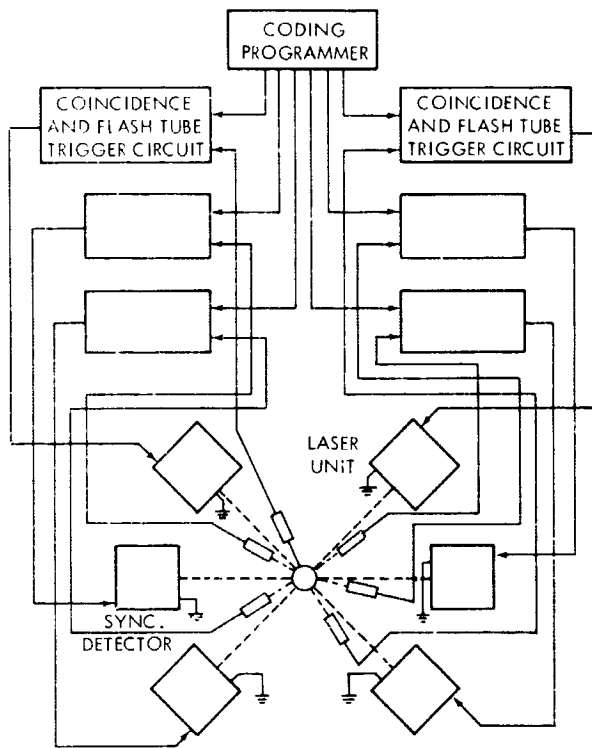 CODING
PROGRAMMER
COINCIDENCE
AND FLASH TUBE
TRIGGER CIRCUIT
COINCIDENCE
AND FLASH TUBE
TRIGGER CIRCUIT
LASER
UNIT
SYNC.
DETECTOR